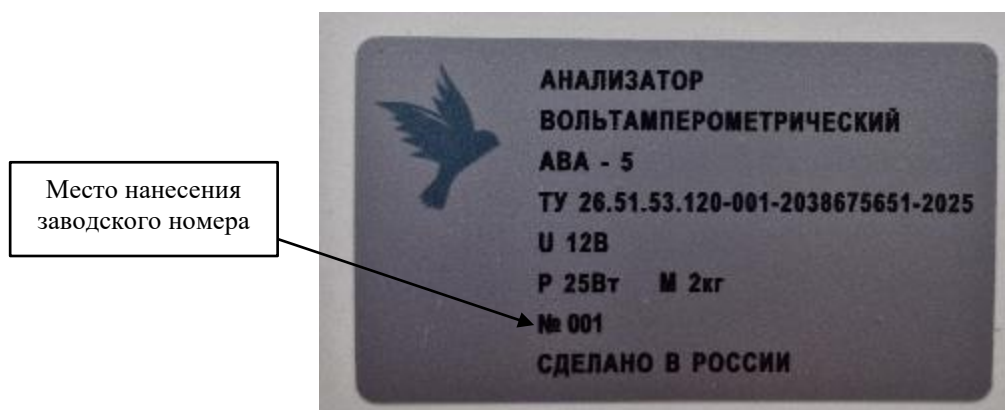 Место нанесения
заводского номера
АНАЛИЗАТОР
ВОЛЬТАМПЕРОМЕТРИЧЕСКИЙ
АВА - 5
ТУ 26.51.53.120-001-2038675651-2025
U 12В
Р 25Вт М 2кг
№ 001
СДЕЛАНО В РОССИИ